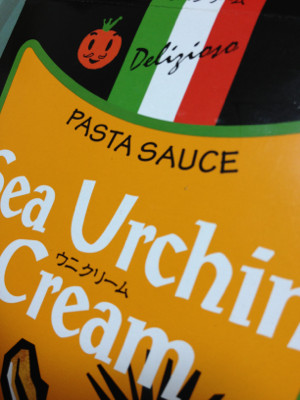 Delizioso
PASTA SAUCE
Sea Urchin
ウニクリーム
Cream